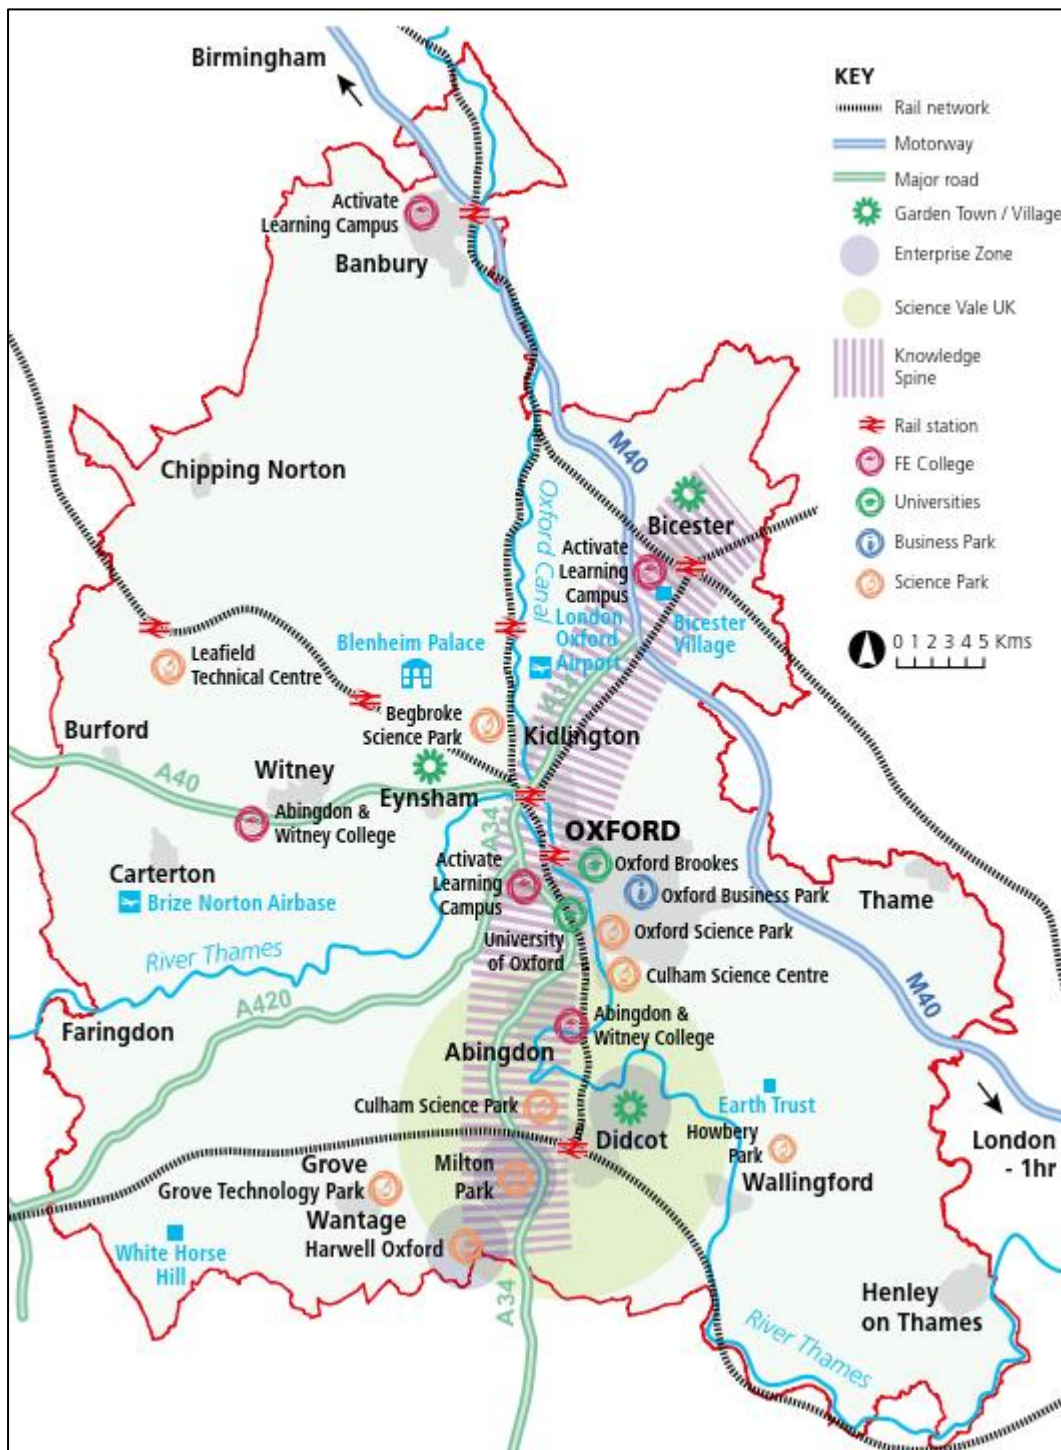 Birmingham
KEY
Rail network
Motorway
Major road
Garden Town / Village
Enterprise Zone
Science Vale UK
Knowledge
Spine
Rail station
FE College
Universities
Business Park
Science Park
0 1 2 3 4 5 Kms
Activate
Learning Campus
Banbury
M40
Chipping Norton
Oxford Canal
Bicester
Activate
Learning
Campus
London
Oxford
Airport
Bicester
Village
Blenheim Palace
Leafield
Technical Centre
Begbroke
Science Park
A34
Kidlington
Burford
A40
Witney
Eynsham
Abingdon &
Witney College
A34
OXFORD
Oxford Brookes
Activate
Learning
Campus
Oxford Business Park
Carterton
Brize Norton Airbase
Thame
University
of Oxford
Oxford Science Park
River Thames
Culham Science Centre
M40
A420
Faringdon
Abingdon &
Witney College
Abingdon
Earth Trust
Culham Science Park
Didcot
Howbery
Park
London
- 1hr
Grove
Grove Technology Park
Milton
Park
Wallingford
Wantage
Harwell Oxford
White Horse
Hill
A34
Henley
on Thames
River Thames